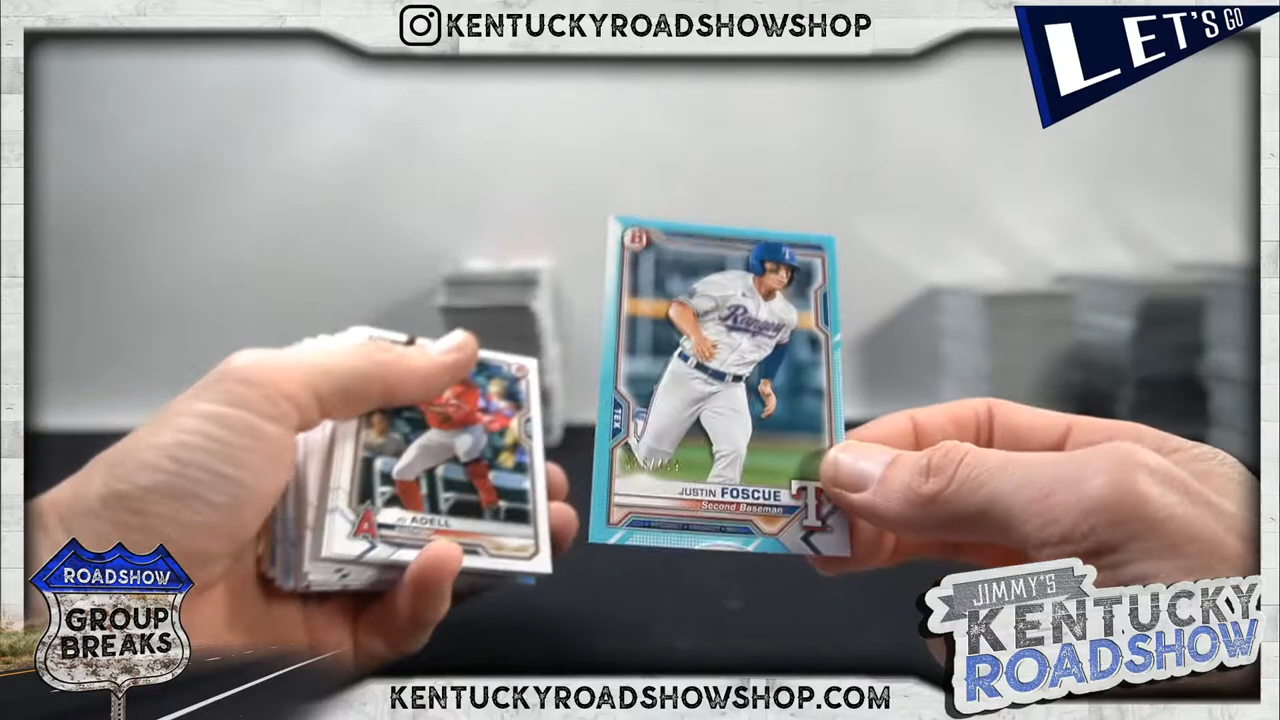 KENTUCKYROADSHOWSHOP
LET'S GO
Rangers
TEX
JUSTIN FOSCUE
Second Baseman
T
ADELL
A
ROADSHOW
GROUP
BREAKS
JIMMY'S
KENTUCKY
ROADSHOW
KENTUCKYROADSHOWSHOP.COM